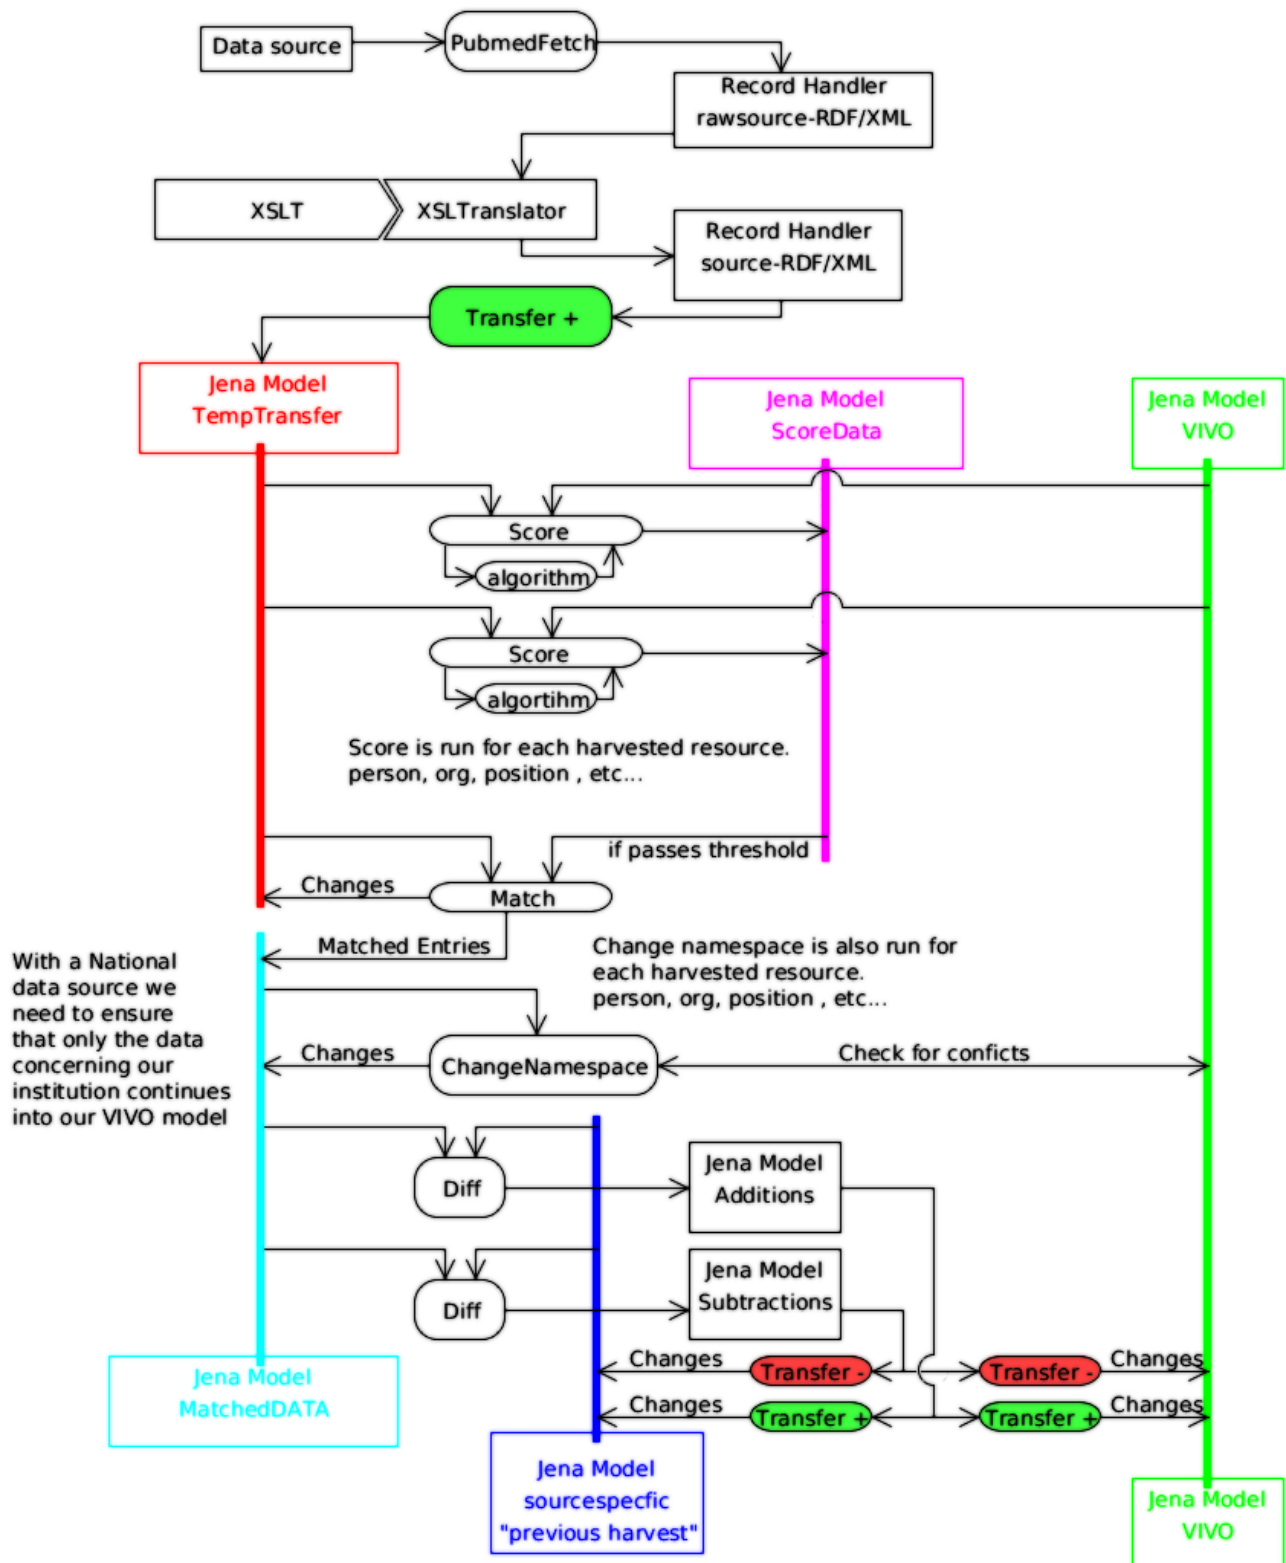 Data source
PubmedFetch
Record Handler
rawsource-RDF/XML
XSLT
XSLTranslator
Record Handler
source-RDF/XML
Transfer +
Jena Model
TempTransfer
Jena Model
ScoreData
Jena Model
VIVO
Score
algorithm
Score
algortihm
Score is run for each harvested resource.
person, org, position , etc...
if passes threshold
Changes
Match
Matched Entries
Change namespace is also run for
each harvested resource.
person, org, position , etc...
With a National
data source we
need to ensure
that only the data
concerning our
institution continues
into our VIVO model
Changes
ChangeNamespace
Check for conficts
Diff
Jena Model
Additions
Diff
Jena Model
Subtractions
Changes
Transfer -
Transfer -
Changes
Changes
Transfer +
Transfer +
Changes
Jena Model
MatchedDATA
Jena Model
sourcespecfic
"previous harvest"
Jena Model
VIVO